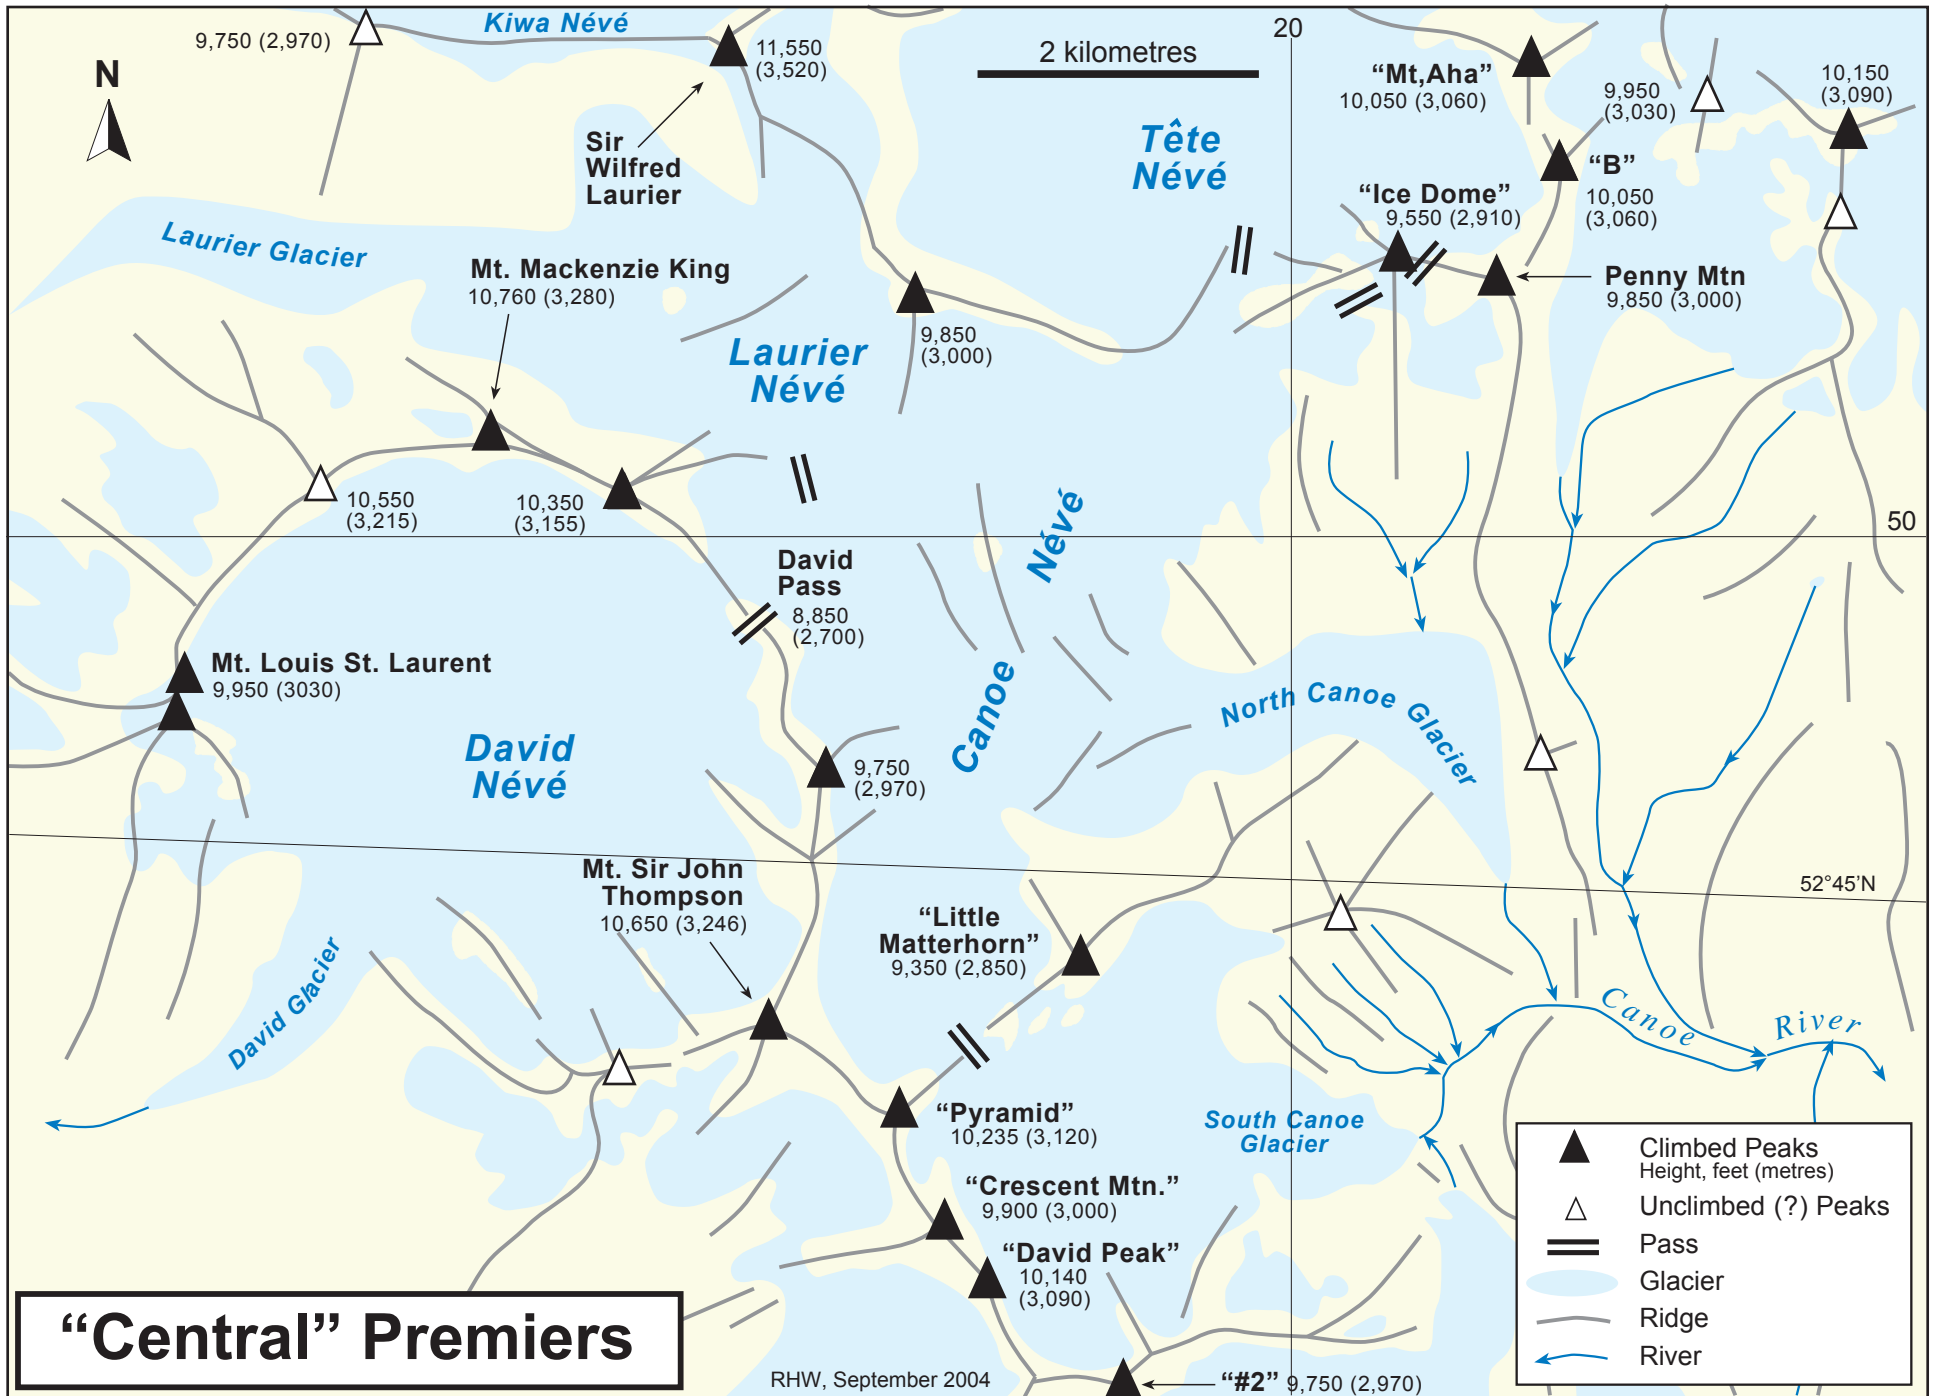 Kiwa Névé
9,750 (2,970)
N
11,550
(3,520)
2 kilometres
20
“Mt,Aha”
10,050 (3,060)
9,950
(3,030)
10,150
(3,090)
Sir
Wilfred
Laurier
Tête
Névé
“B”
10,050
(3,060)
“Ice Dome”
9,550 (2,910)
Laurier Glacier
Mt. Mackenzie King
10,760 (3,280)
Penny Mtn
9,850 (3,000)
9,850
(3,000)
Laurier
Névé
10,550
(3,215)
10,350
(3,155)
50
David
Pass
8,850
(2,700)
Canoe Névé
Mt. Louis St. Laurent
9,950 (3030)
North Canoe Glacier
David
Névé
9,750
(2,970)
Mt. Sir John
Thompson
10,650 (3,246)
52°45’N
“Little
Matterhorn”
9,350 (2,850)
David Glacier
Canoe River
“Pyramid”
10,235 (3,120)
South Canoe
Glacier
“Crescent Mtn.”
9,900 (3,000)
“David Peak”
10,140
(3,090)
“#2” 9,750 (2,970)
Climbed Peaks
Height, feet (metres)
Unclimbed (?) Peaks
Pass
Glacier
Ridge
River
“Central” Premiers
RHW, September 2004